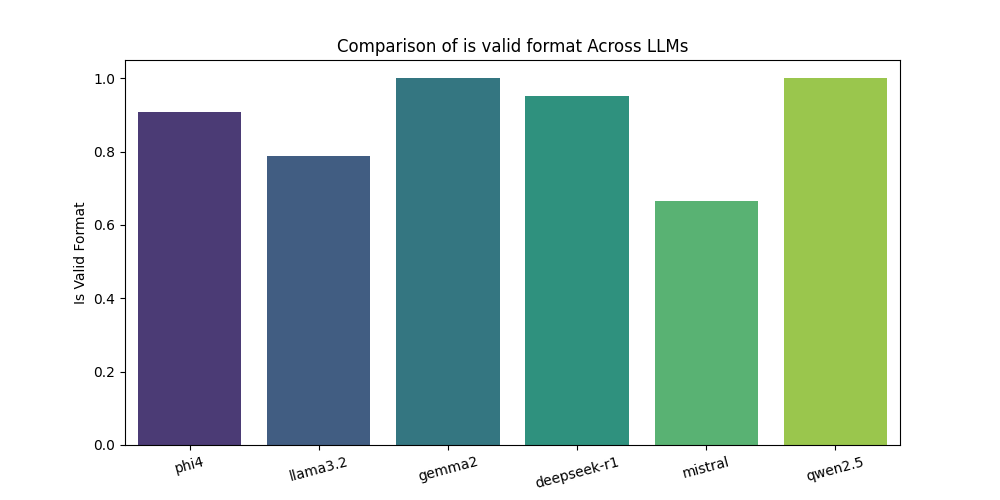 Comparison of is valid format Across LLMs
Is Valid Format
1.0
0.8
0.6
0.4
0.2
0.0
phi4
llama3.2
gemma2
deepseek-r1
mistral
qwen2.5